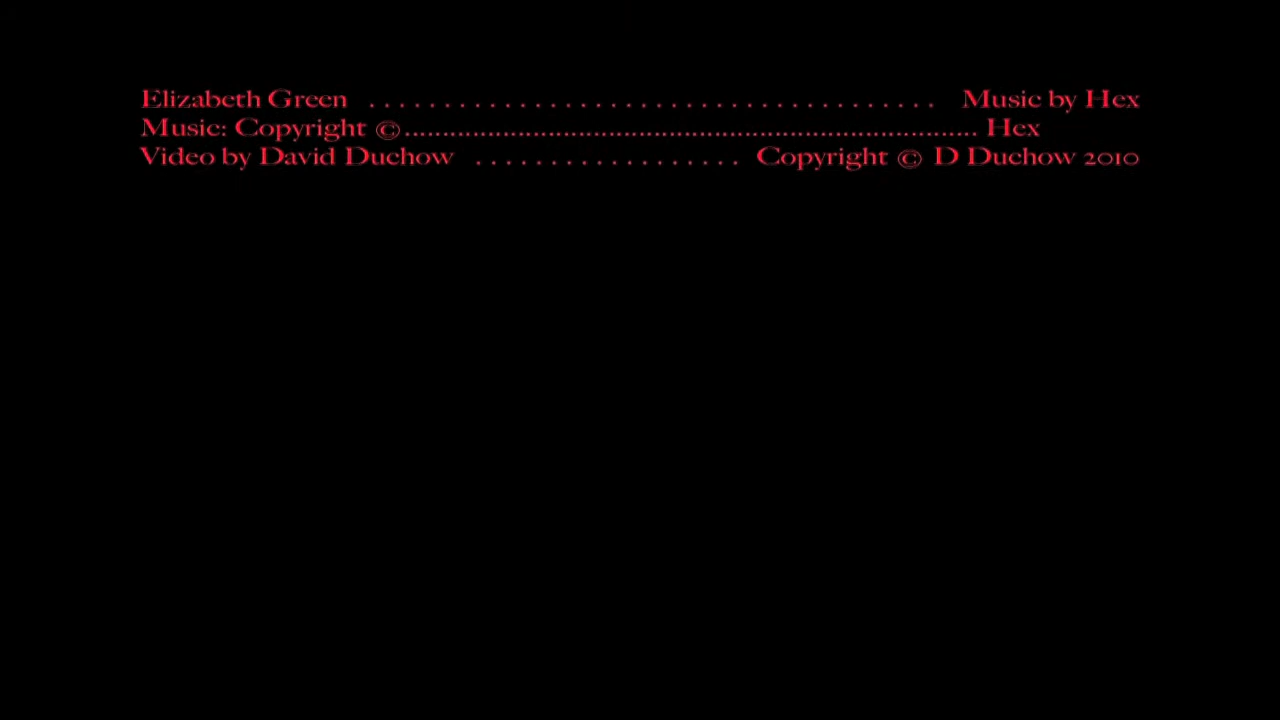 Elizabeth Green . . . . . . . . . . . . . . . . . . . . . . . . . . . . . . . . . . . . . Music by Hex
Music: Copyright ©............................................................................ Hex
Video by David Duchow . . . . . . . . . . . . . . . . . . Copyright © D Duchow 2010